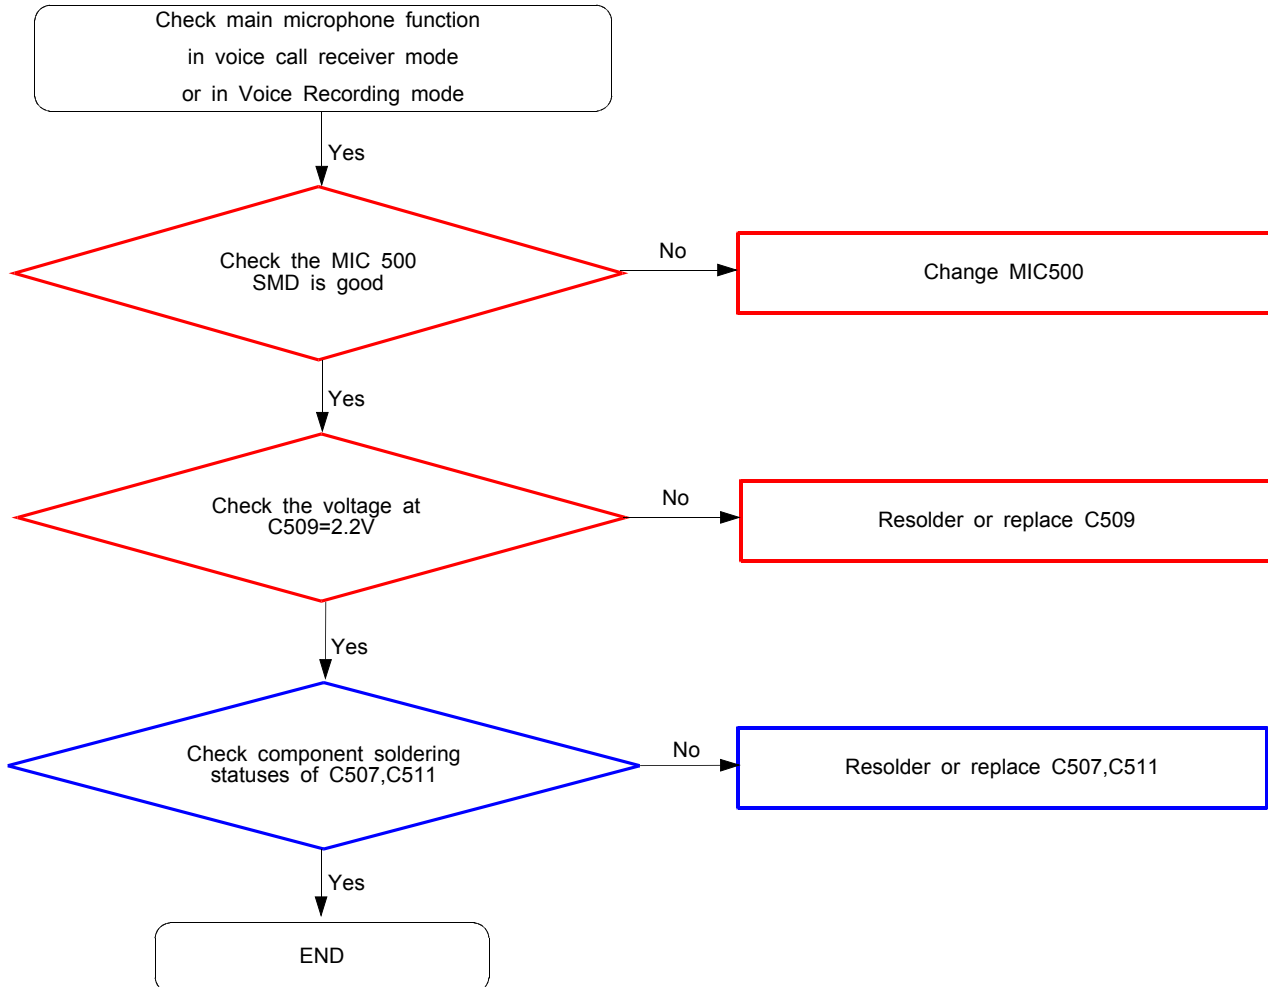 Check main microphone function
in voice call receiver mode
or in Voice Recording mode
Yes
Check the MIC 500
SMD is good
No
Change MIC500
Yes
Check the voltage at
C509=2.2V
No
Resolder or replace C509
Yes
Check component soldering
statuses of C507,C511
No
Resolder or replace C507,C511
Yes
END